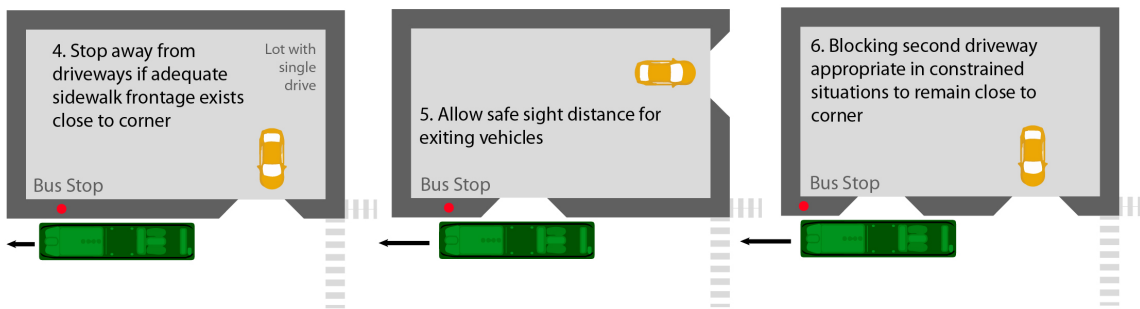 4. Stop away from
driveways if adequate
sidewalk frontage exists
close to corner
Lot with
single
drive
Bus Stop
5. Allow safe sight distance for
exiting vehicles
Bus Stop
6. Blocking second driveway
appropriate in constrained
situations to remain close to
corner
Bus Stop